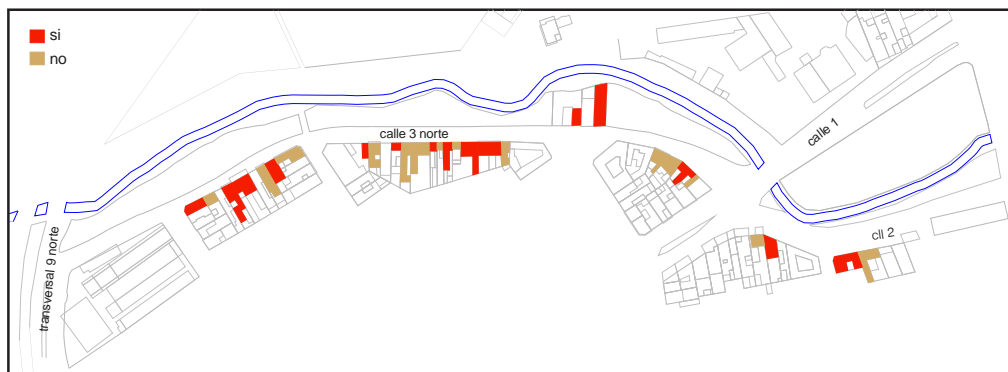 si
no
calle 3 norte
calle 1
cll 2
transversal 9 norte